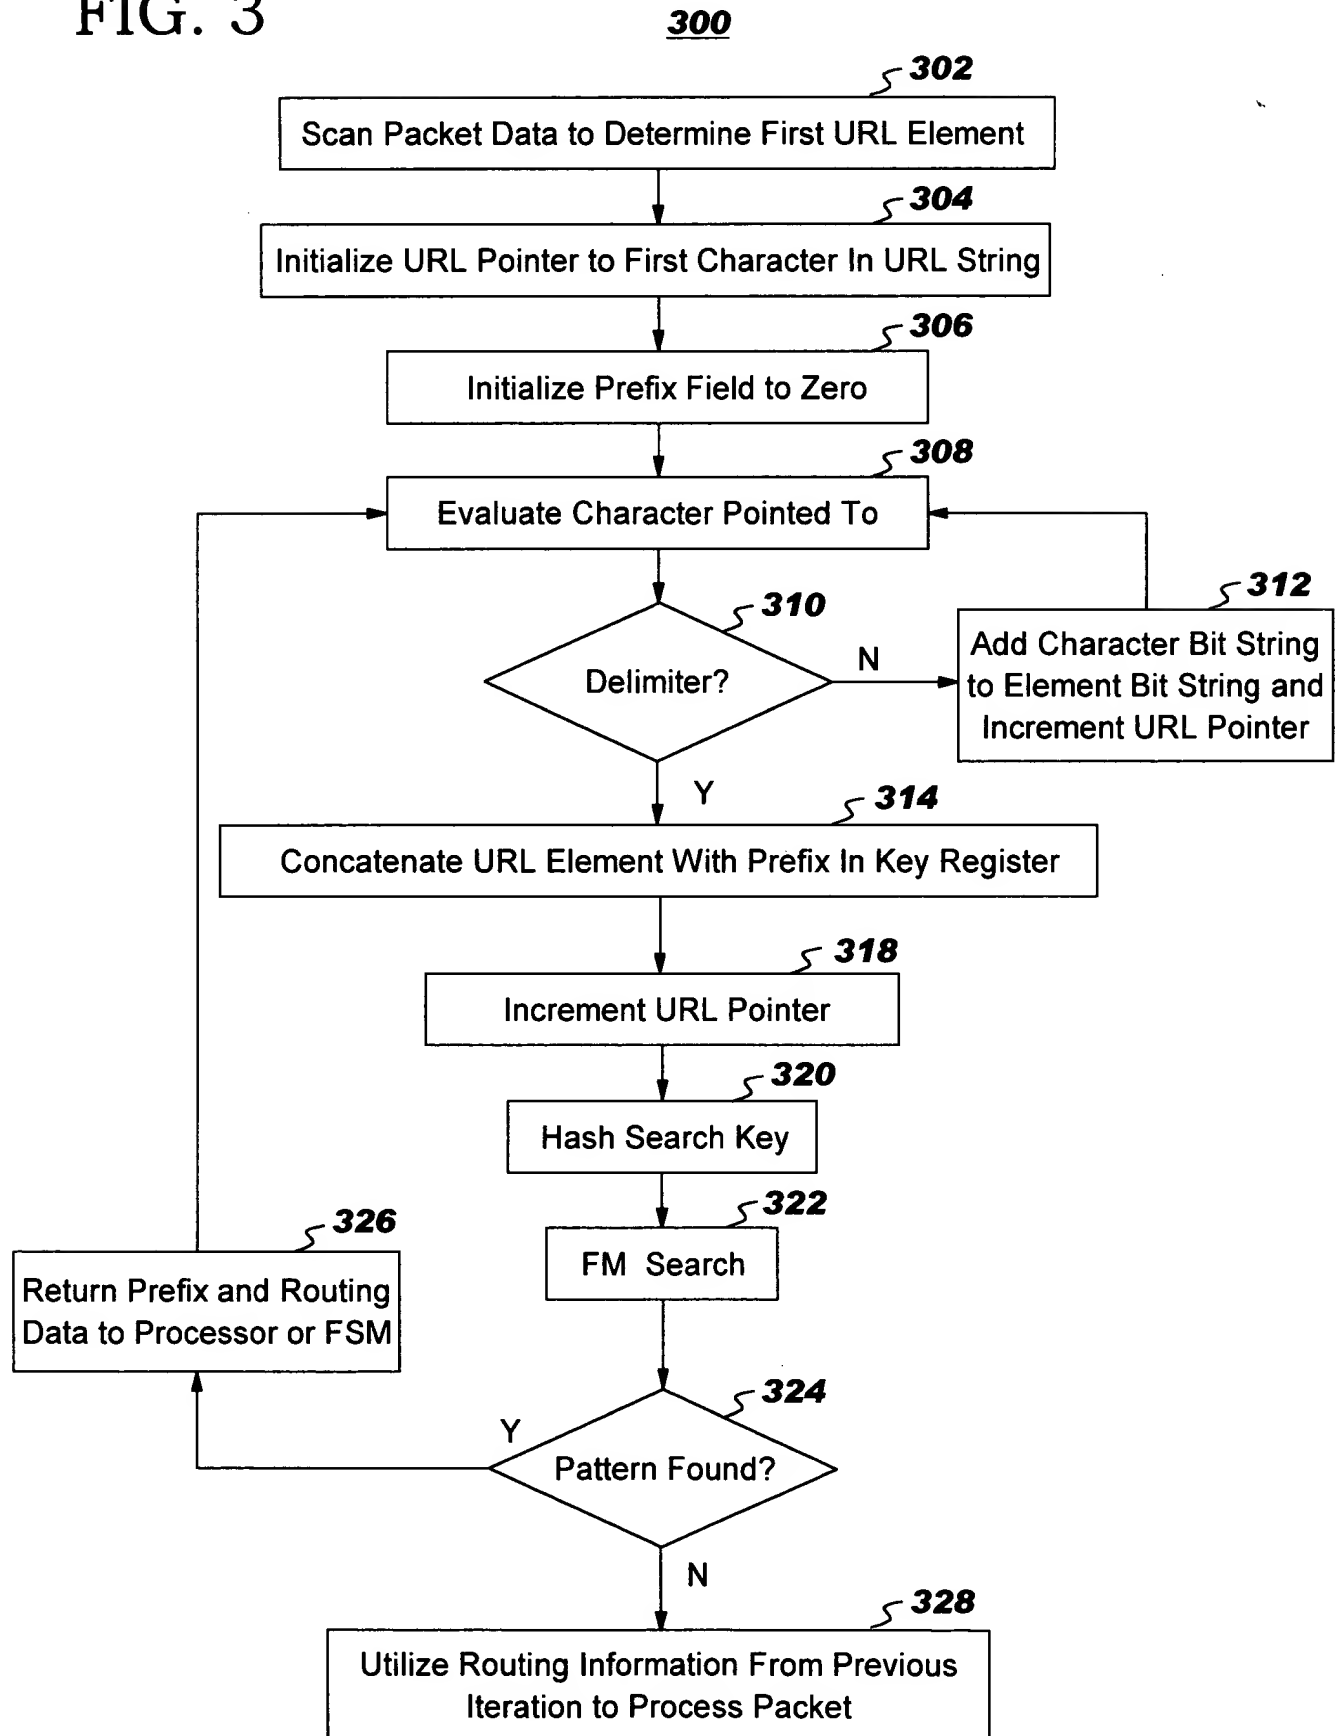 FIG. 3
300
302
Scan Packet Data to Determine First URL Element
304
Initialize URL Pointer to First Character In URL String
306
Initialize Prefix Field to Zero
308
Evaluate Character Pointed To
310
Delimiter?
N
312
Add Character Bit String
to Element Bit String and
Increment URL Pointer
Y
314
Concatenate URL Element With Prefix In Key Register
318
Increment URL Pointer
320
Hash Search Key
322
FM Search
326
Return Prefix and Routing
Data to Processor or FSM
324
Pattern Found?
Y
N
328
Utilize Routing Information From Previous
Iteration to Process Packet